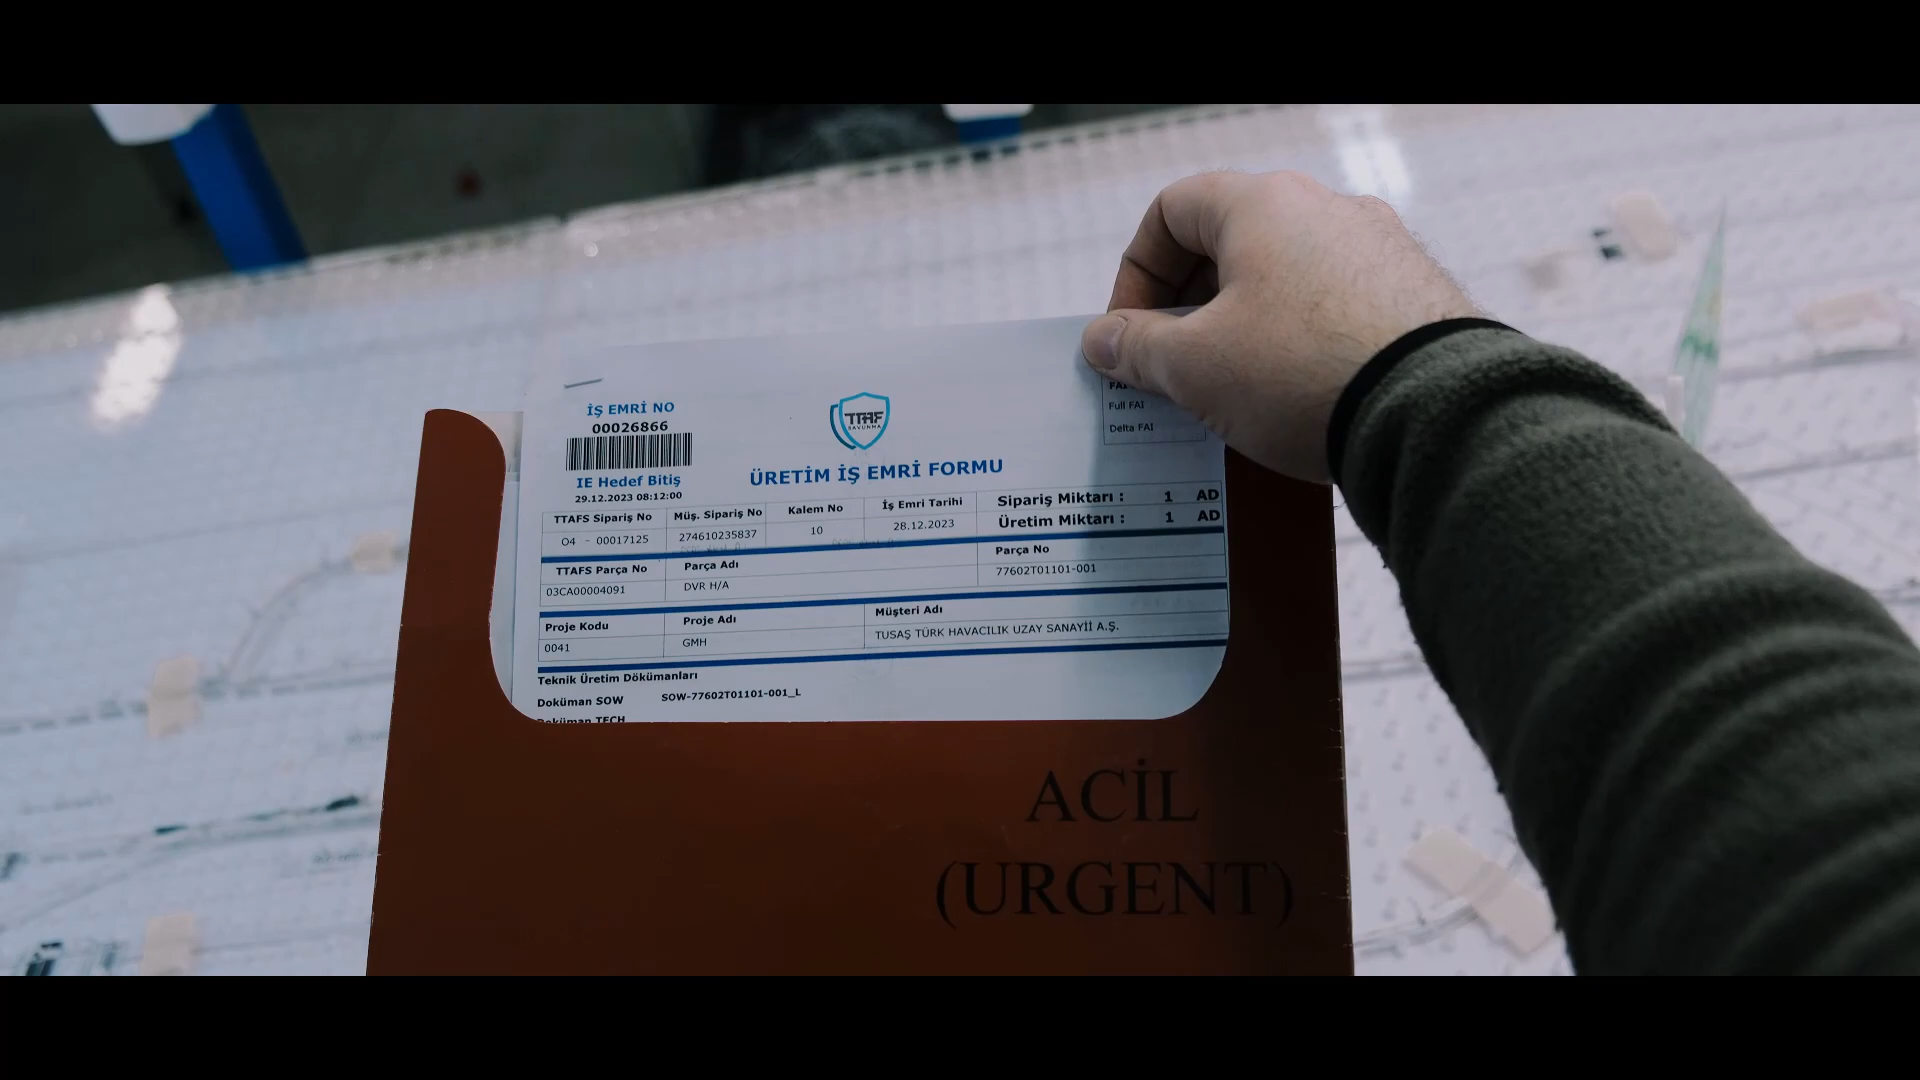 İŞ EMRİ NO
00026866
IE Hedef Bitiş
29.12.2023 08:12:00
TTAF
SAVUNMA
ÜRETİM İŞ EMRİ FORMU
FAI
Full FAI
Delta FAI
TTAFS Sipariş No Müş. Sipariş No Kalem No İş Emri Tarihi Sipariş Miktarı : 1 AD
O4 - 00017125 274610235837 10 28.12.2023 Üretim Miktarı : 1 AD
TTAFS Parça No Parça Adı Parça No
03CA00004091 DVR H/A 77602T01101-001
Proje Kodu Proje Adı Müşteri Adı
0041 GMH TUSAŞ TÜRK HAVACILIK UZAY SANAYİİ A.Ş.
Teknik Üretim Dökümanları
Doküman SOW SOW-77602T01101-001_L
Doküman TECH
ACİL
(URGENT)